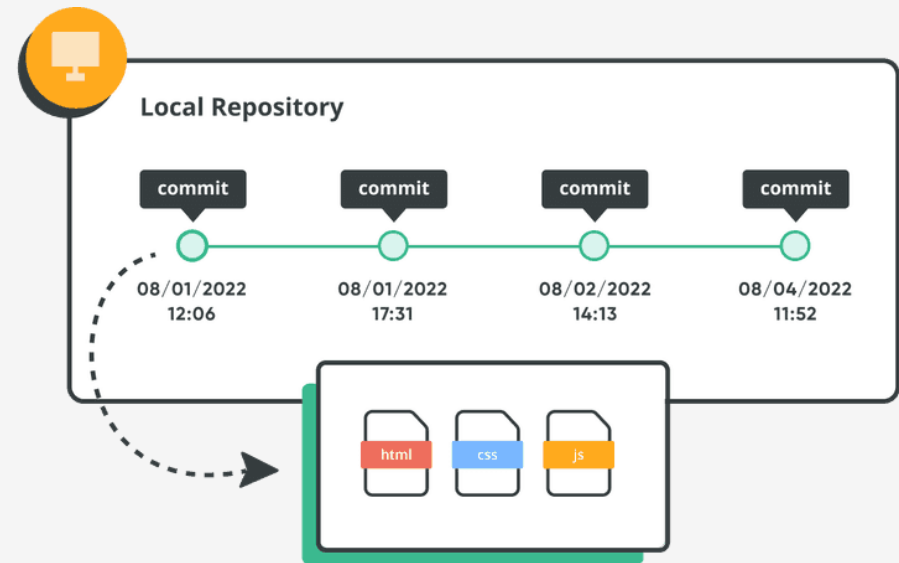 Local Repository
commit commit commit commit
08/01/2022 08/01/2022 08/02/2022 08/04/2022
12:06 17:31 14:13 11:52
html css js